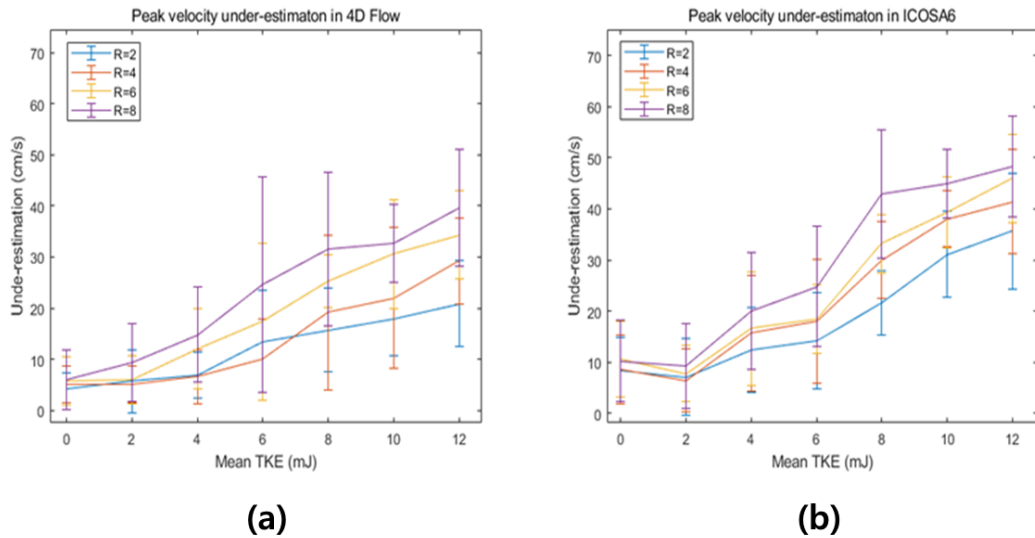 Peak velocity under-estimaton in 4D Flow
70
60
50
40
30
20
10
0
R=2
R=4
R=6
R=8
Unde-restimation (cm/s)
0 2 4 6 8 10 12
Mean TKE (mJ)
(a)
Peak velocity under-estimaton in ICOSA6
70
60
50
40
30
20
10
0
R=2
R=4
R=6
R=8
Unde-restimation (cm/s)
0 2 4 6 8 10 12
Mean TKE (mJ)
(b)